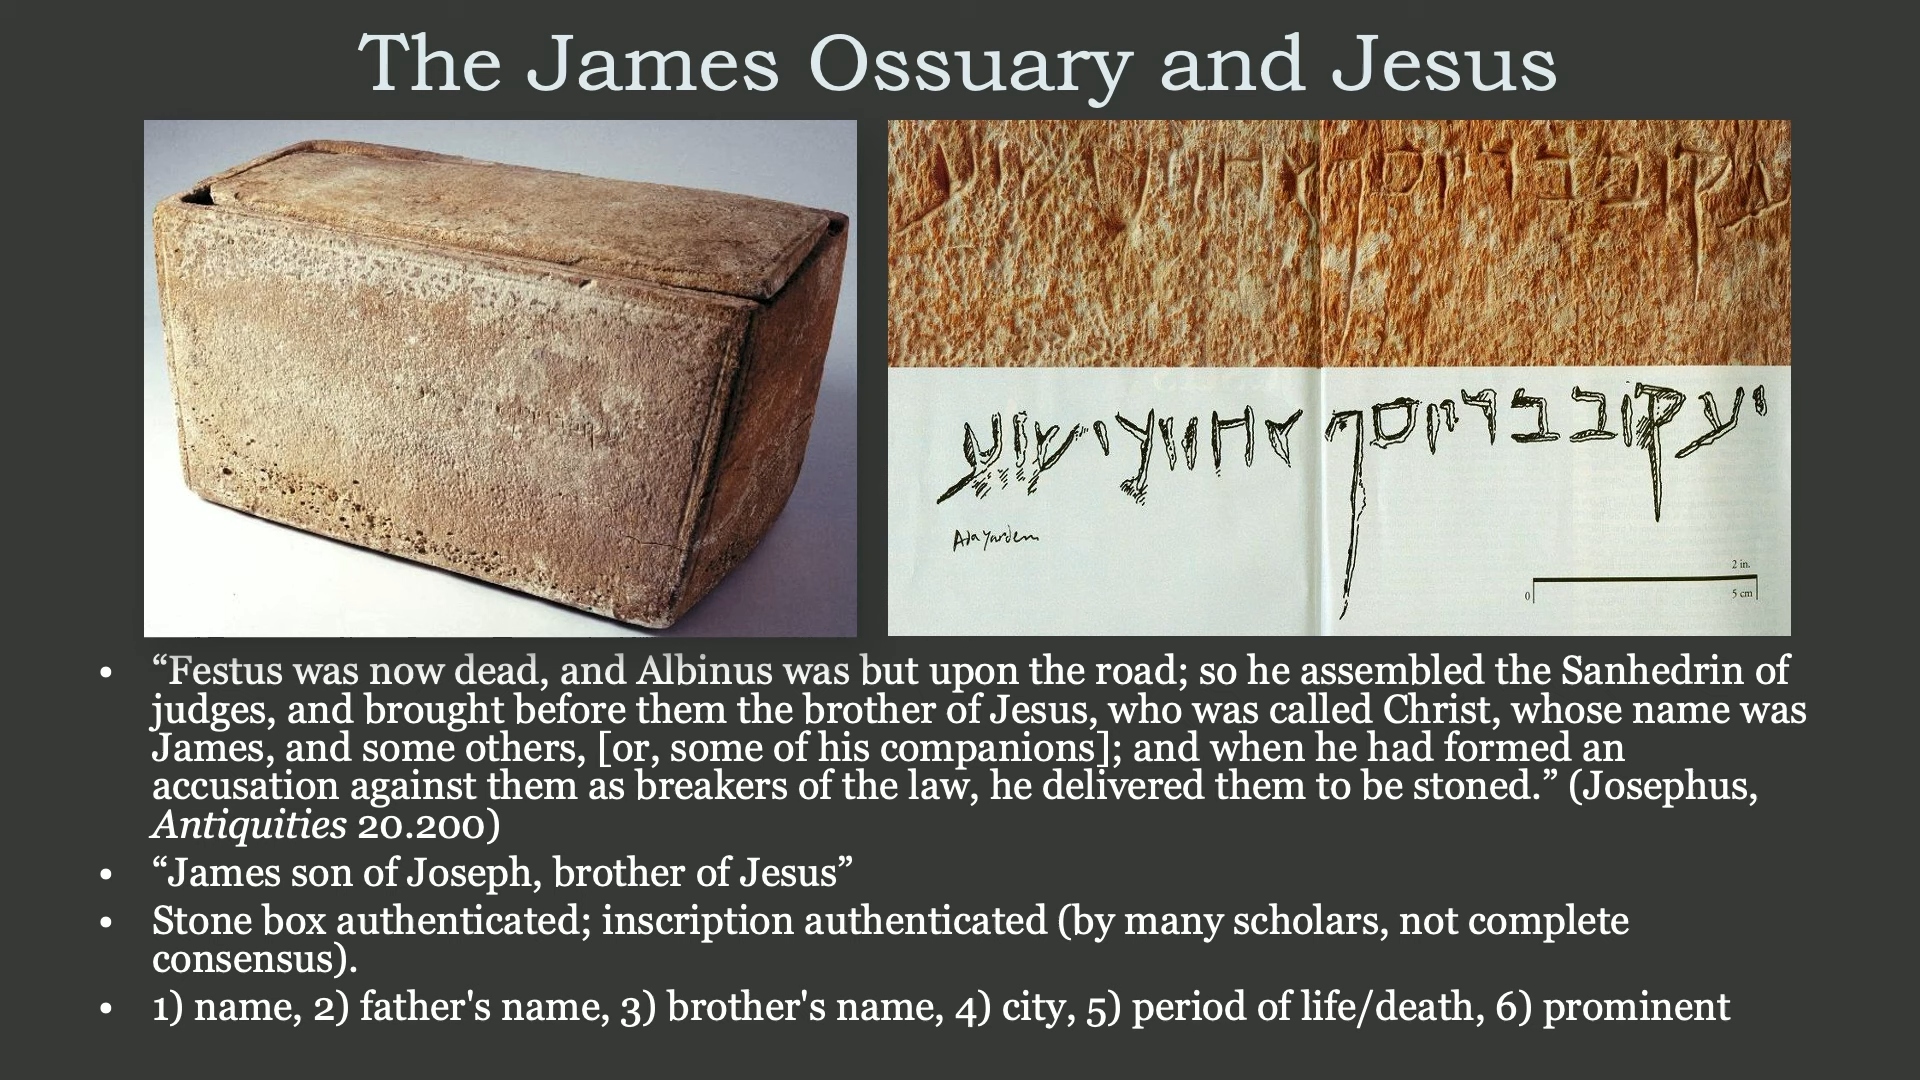 The James Ossuary and Jesus
יעקוב בר יוסף אחוי דישוע
Ada Yardeni
2 in.
0
5 cm
• “Festus was now dead, and Albinus was but upon the road; so he assembled the Sanhedrin of
judges, and brought before them the brother of Jesus, who was called Christ, whose name was
James, and some others, [or, some of his companions]; and when he had formed an
accusation against them as breakers of the law, he delivered them to be stoned.” (Josephus,
Antiquities 20.200)
• “James son of Joseph, brother of Jesus”
• Stone box authenticated; inscription authenticated (by many scholars, not complete
consensus).
• 1) name, 2) father's name, 3) brother's name, 4) city, 5) period of life/death, 6) prominent